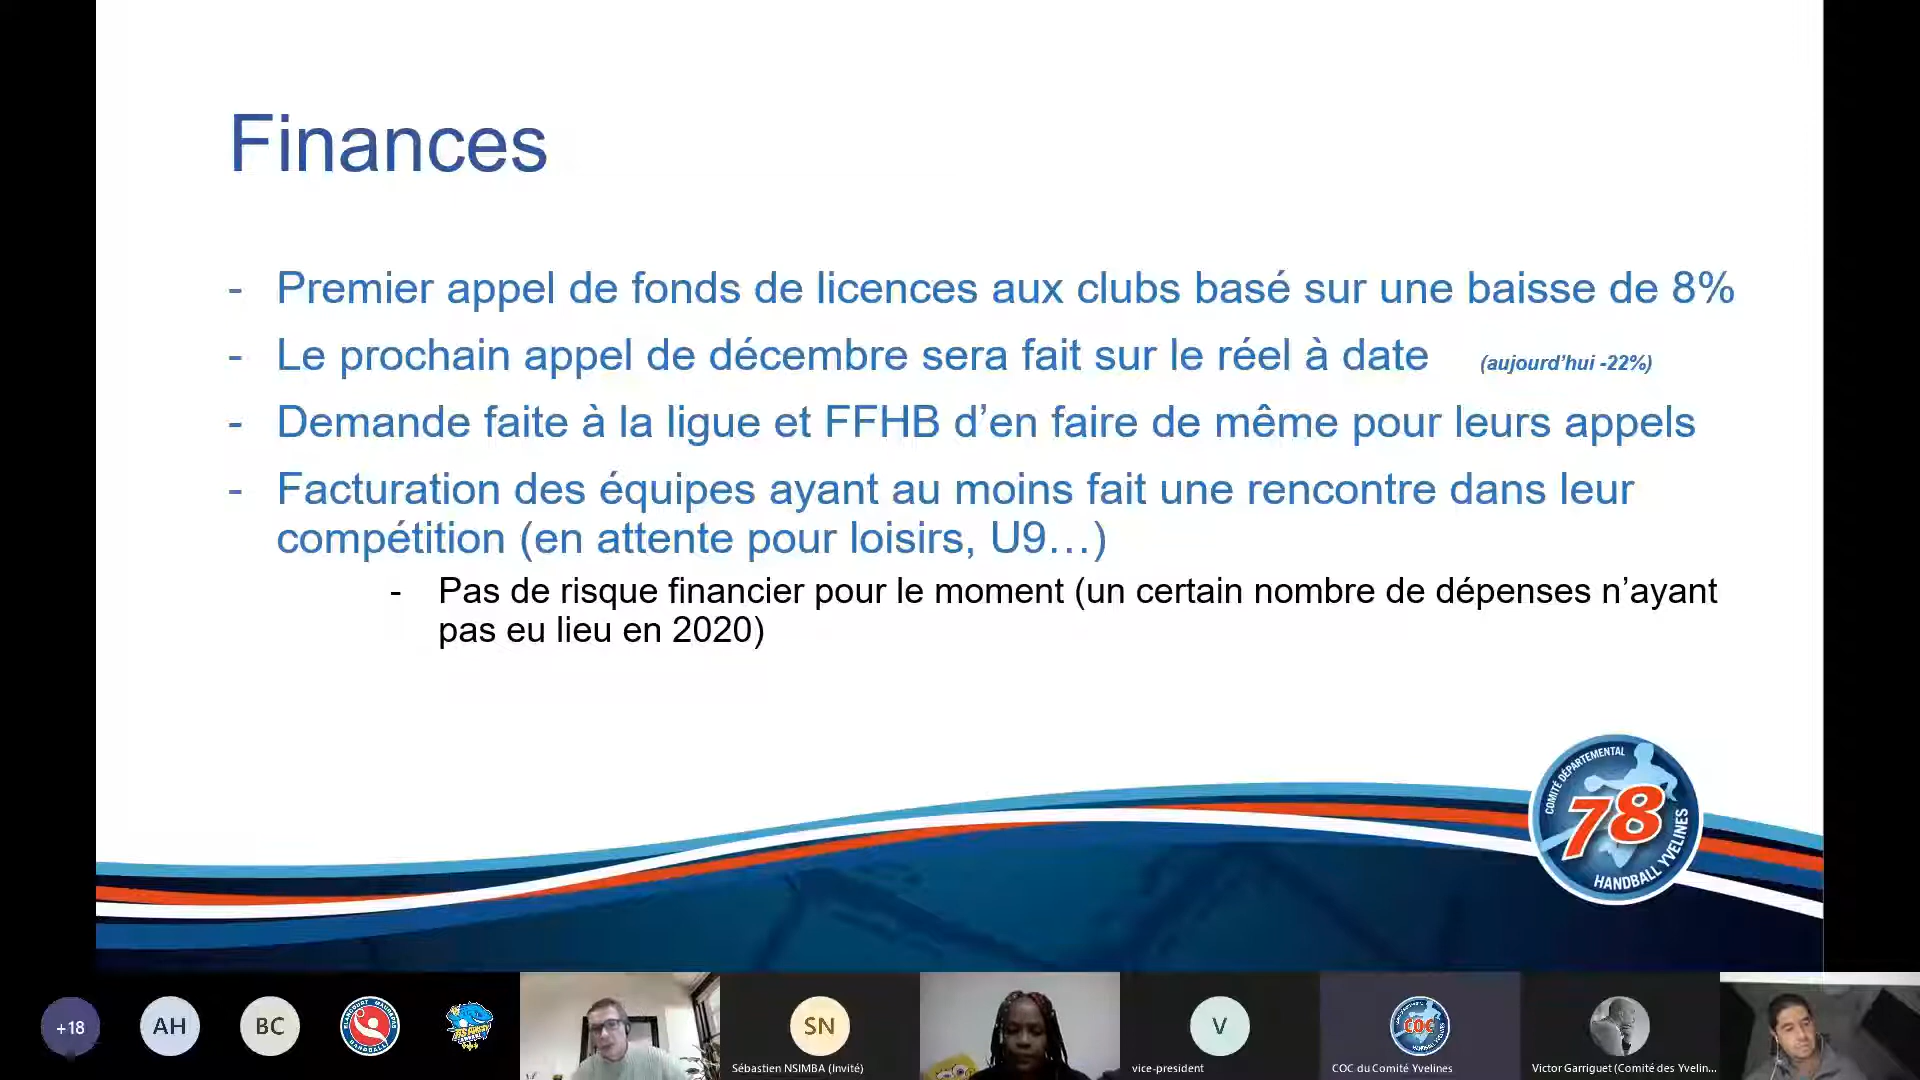 Finances
- Premier appel de fonds de licences aux clubs basé sur une baisse de 8%
- Le prochain appel de décembre sera fait sur le réel à date (aujourd'hui -22%)
- Demande faite à la ligue et FFHB d'en faire de même pour leurs appels
- Facturation des équipes ayant au moins fait une rencontre dans leur
compétition (en attente pour loisirs, U9…)
- Pas de risque financier pour le moment (un certain nombre de dépenses n'ayant
pas eu lieu en 2020)
COMITÉ DÉPARTEMENTAL
78
HANDBALL YVELINES
+18
AH
BC
HANDBALL
SN
V
COC
Sébastien NSIMBA (Invité)
vice-president
COC du Comité Yvelines
Victor Garriguet (Comité des Yvelin...